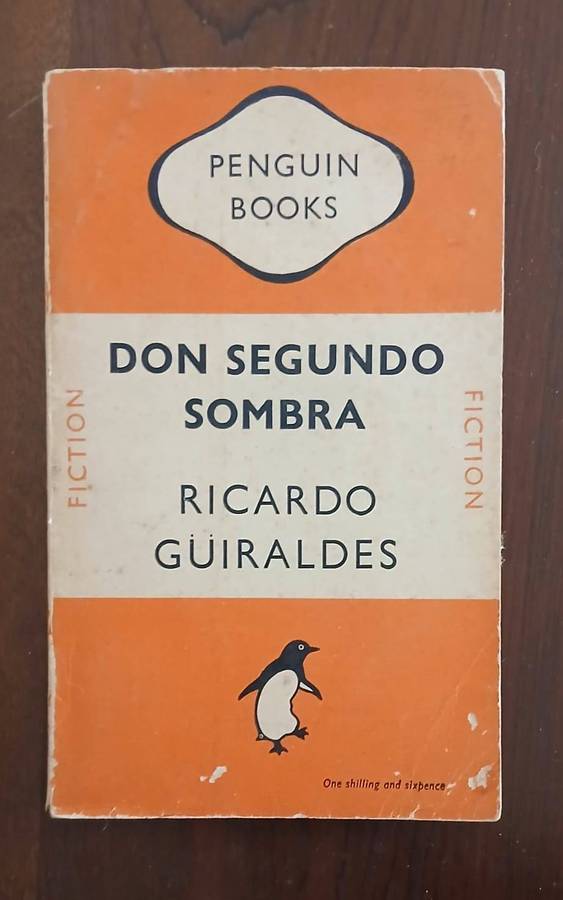 PENGUIN
BOOKS
DON SEGUNDO
SOMBRA
FICTION
FICTION
RICARDO
GÜIRALDES
One shilling and sixpence